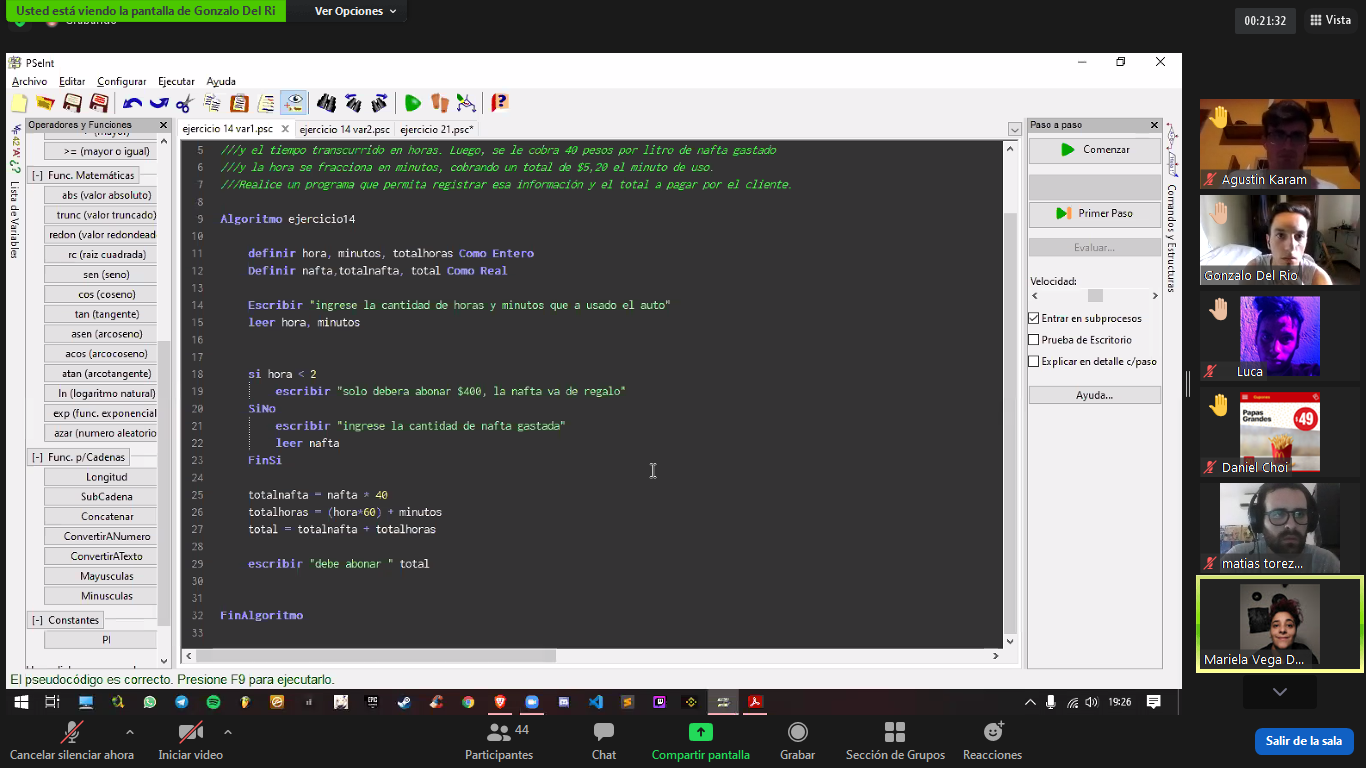 Usted está viendo la pantalla de Gonzalo Del Ri
Ver Opciones
Grabando
00:21:32
Vista
PSeInt
Archivo Editar Configurar Ejecutar Ayuda
Operadores y Funciones
ejercicio 14 var1.psc
ejercicio 14 var2.psc
ejercicio 21.psc*
Paso a paso
>= (mayor o igual)
[-] Func. Matemáticas
abs (valor absoluto)
trunc (valor truncado)
redon (valor redondead
rc (raiz cuadrada)
sen (seno)
cos (coseno)
tan (tangente)
asen (arcoseno)
acos (arcocoseno)
atan (arcotangente)
ln (logaritmo natural)
exp (func. exponencial
azar (numero aleatorio
[-] Func. p/Cadenas
Longitud
SubCadena
Concatenar
ConvertirANumero
ConvertirATexto
Mayusculas
Minusculas
[-] Constantes
PI
Lista de Variables
5 ///y el tiempo transcurrido en horas. Luego, se le cobra 40 pesos por litro de nafta gastado
6 ///y la hora se fracciona en minutos, cobrando un total de $5,20 el minuto de uso.
7 ///Realice un programa que permita registrar esa información y el total a pagar por el cliente.
8
9 Algoritmo ejercicio14
10
11 definir hora, minutos, totalhoras Como Entero
12 Definir nafta,totalnafta, total Como Real
13
14 Escribir "ingrese la cantidad de horas y minutos que a usado el auto"
15 leer hora, minutos
16
17
18 si hora < 2
19 escribir "solo debera abonar $400, la nafta va de regalo"
20 SiNo
21 escribir "ingrese la cantidad de nafta gastada"
22 leer nafta
23 FinSi
24
25 totalnafta = nafta * 40
26 totalhoras = (hora*60) + minutos
27 total = totalnafta + totalhoras
28
29 escribir "debe abonar " total
30
31
32 FinAlgoritmo
33
Comenzar
Primer Paso
Evaluar...
Velocidad:
Entrar en subprocesos
Prueba de Escritorio
Explicar en detalle c/paso
Ayuda...
Comandos y Estructuras
El pseudocódigo es correcto. Presione F9 para ejecutarlo.
19:26
Agustin Karam
Gonzalo Del Rio
Luca
Papas
Grandes
$49
Daniel Choi
matias torez...
Mariela Vega D...
Cancelar silenciar ahora
Iniciar video
Participantes
44
Chat
Compartir pantalla
Grabar
Sección de Grupos
Reacciones
Salir de la sala